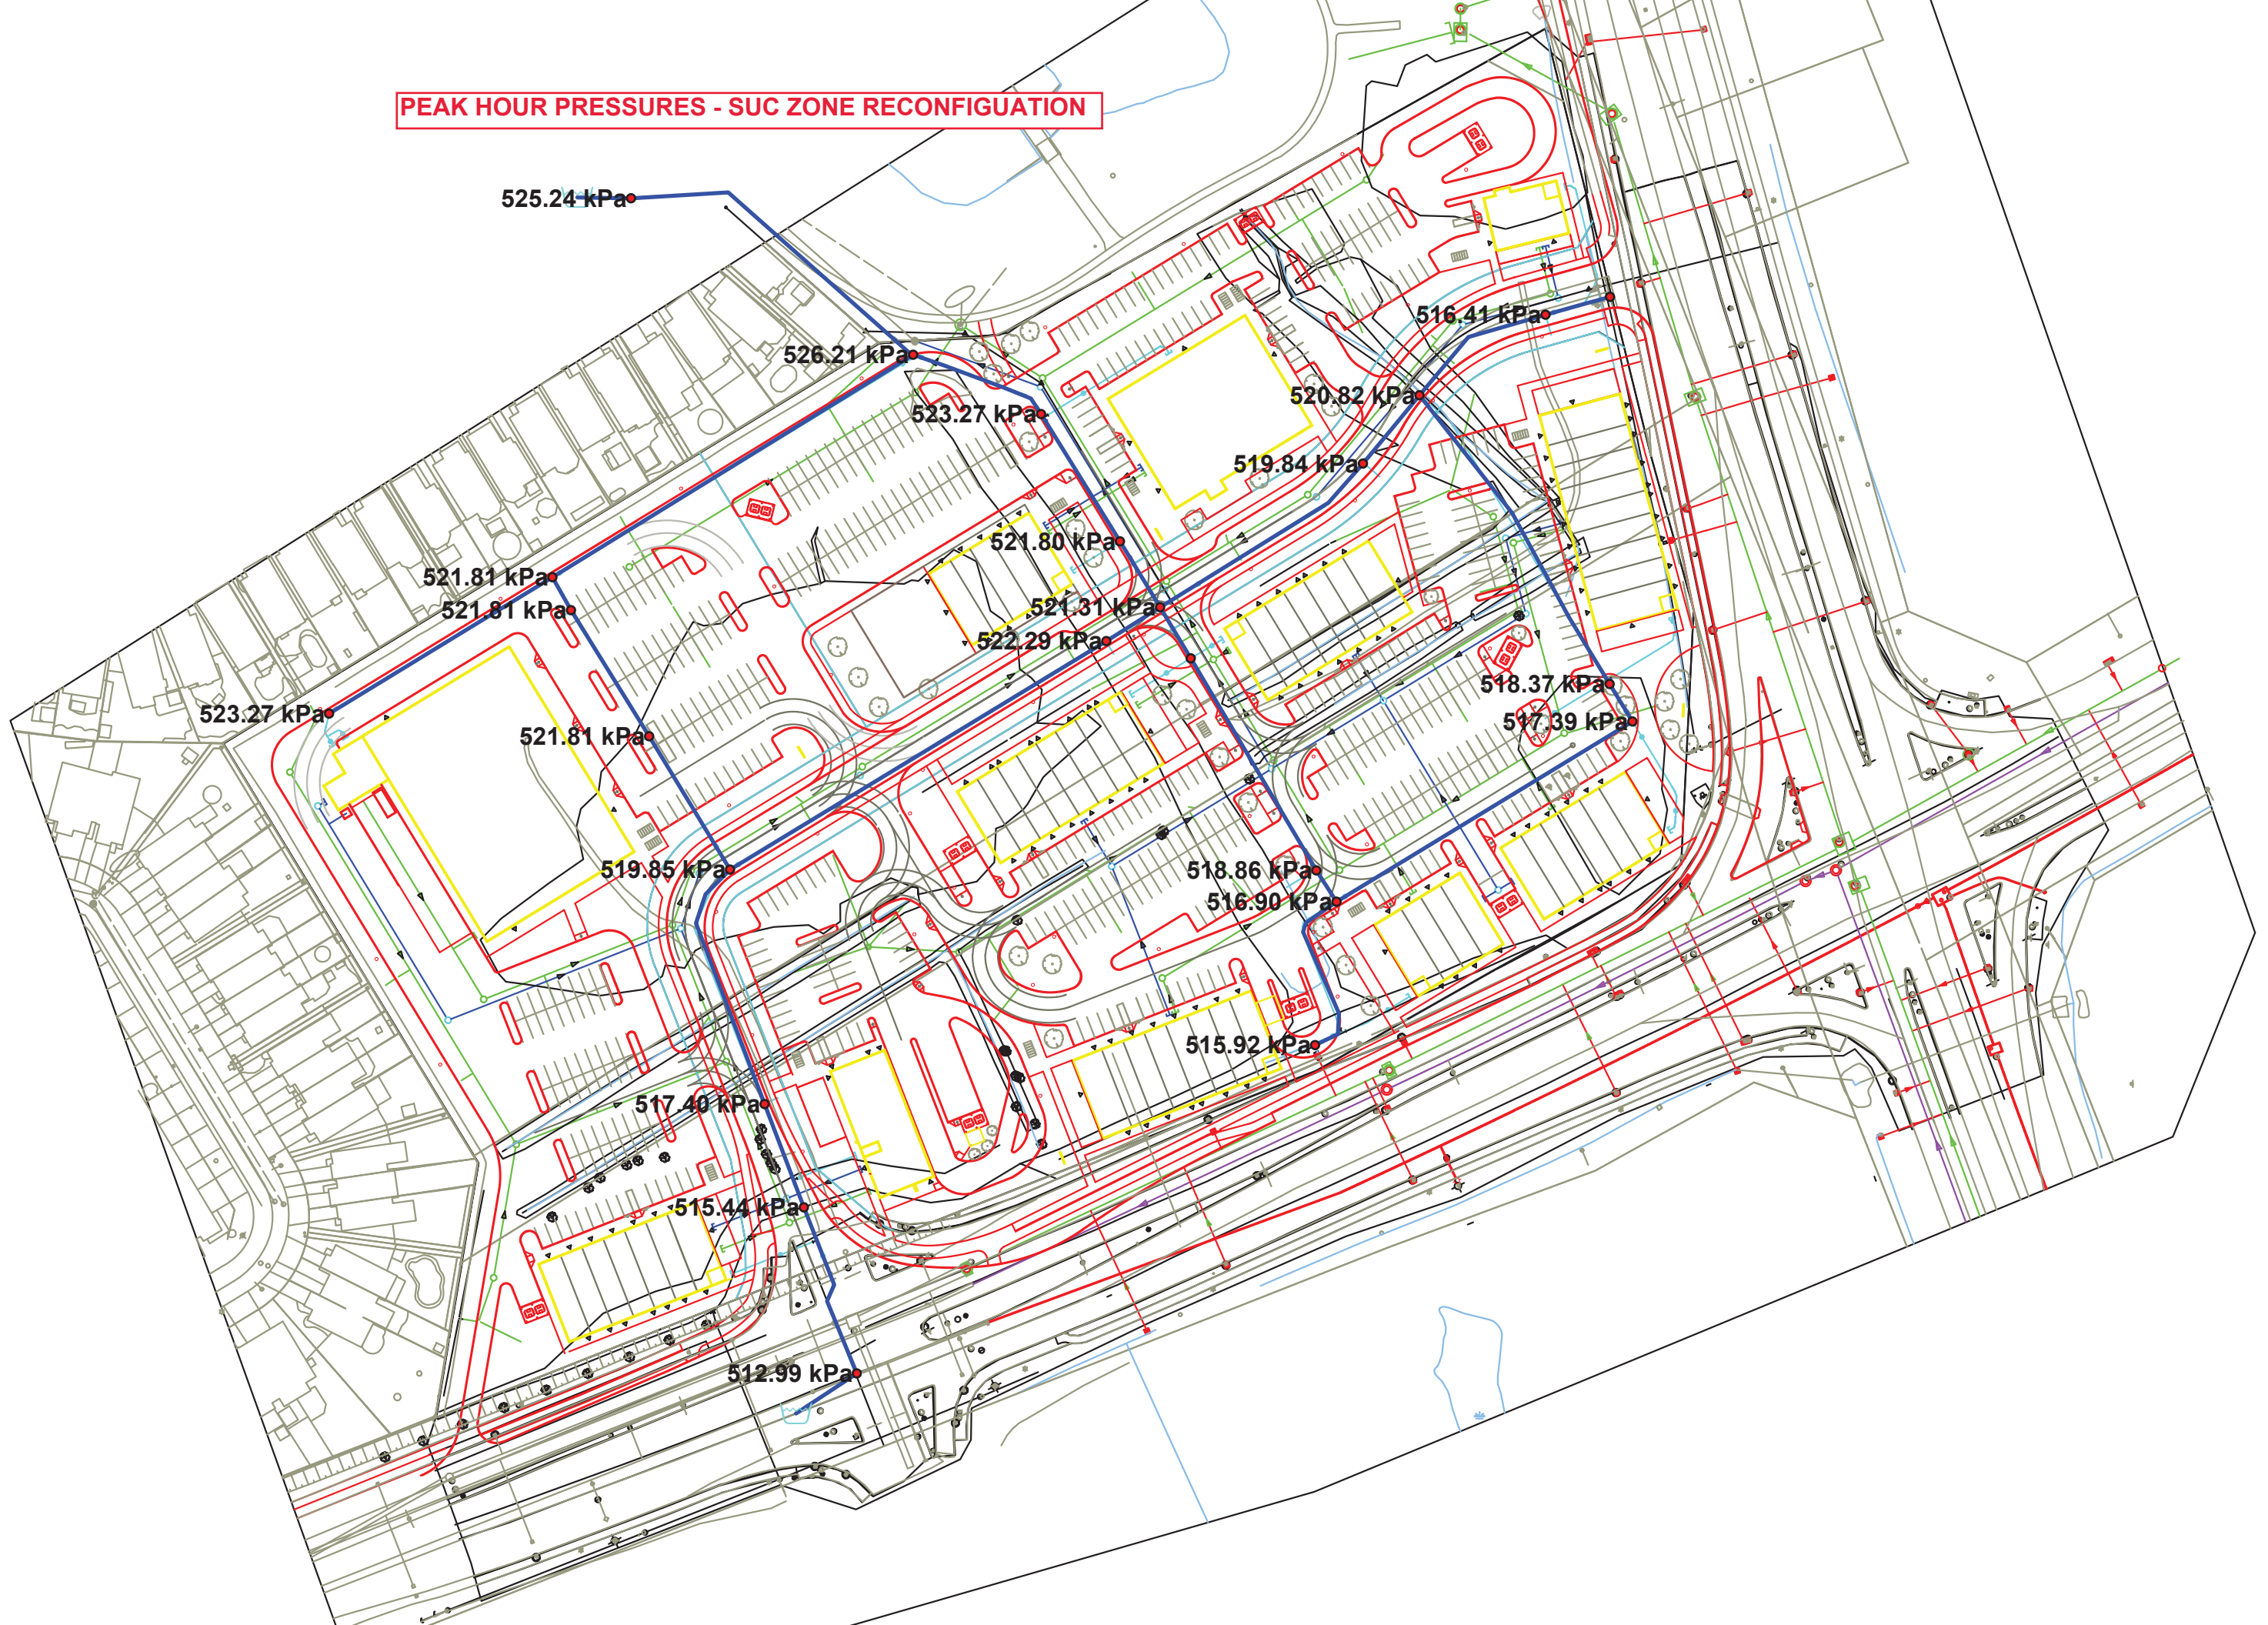 PEAK HOUR PRESSURES - SUC ZONE RECONFIGUATION
525.24 kPa
516.41 kPa
526.21 kPa
520.82 kPa
523.27 kPa
519.84 kPa
521.80 kPa
521.81 kPa
521.81 kPa
521.31 kPa
522.29 kPa
518.37 kPa
523.27 kPa
517.39 kPa
521.81 kPa
519.85 kPa
518.86 kPa
516.90 kPa
515.92 kPa
517.40 kPa
515.44 kPa
512.99 kPa